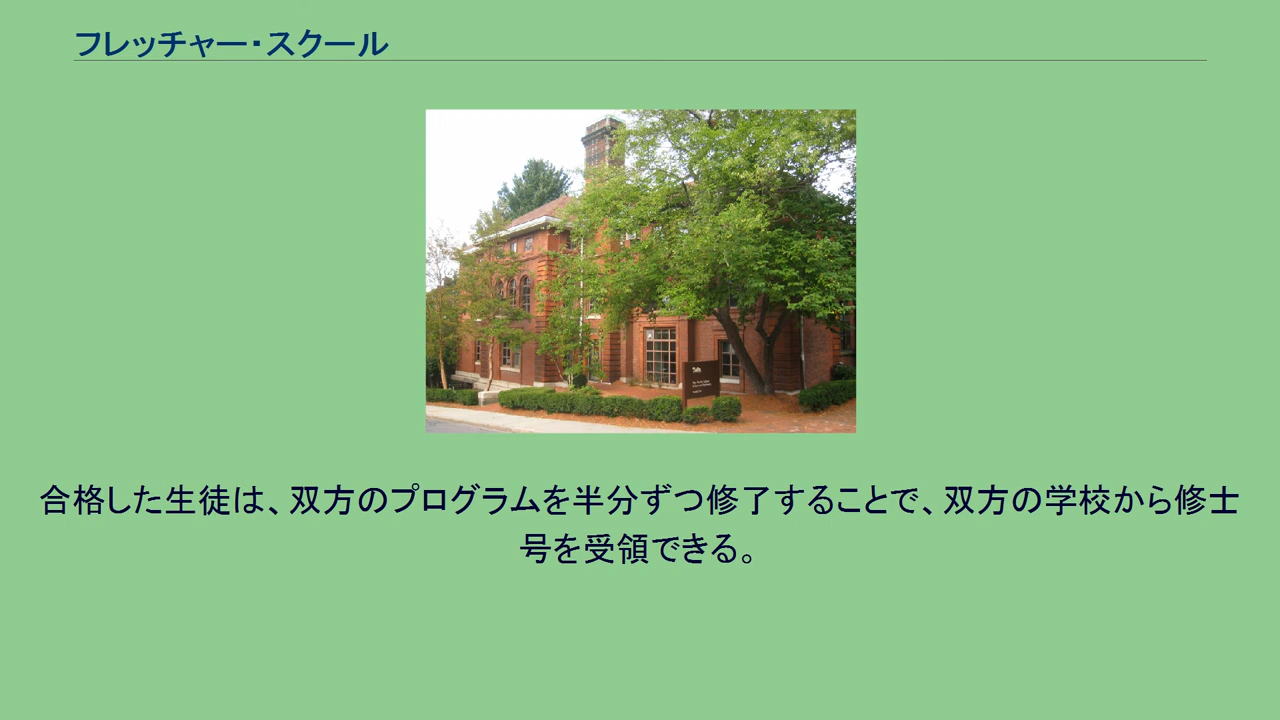 フレッチャー・スクール
合格した生徒は、双方のプログラムを半分ずつ修了することで、双方の学校から修士
号を受領できる。